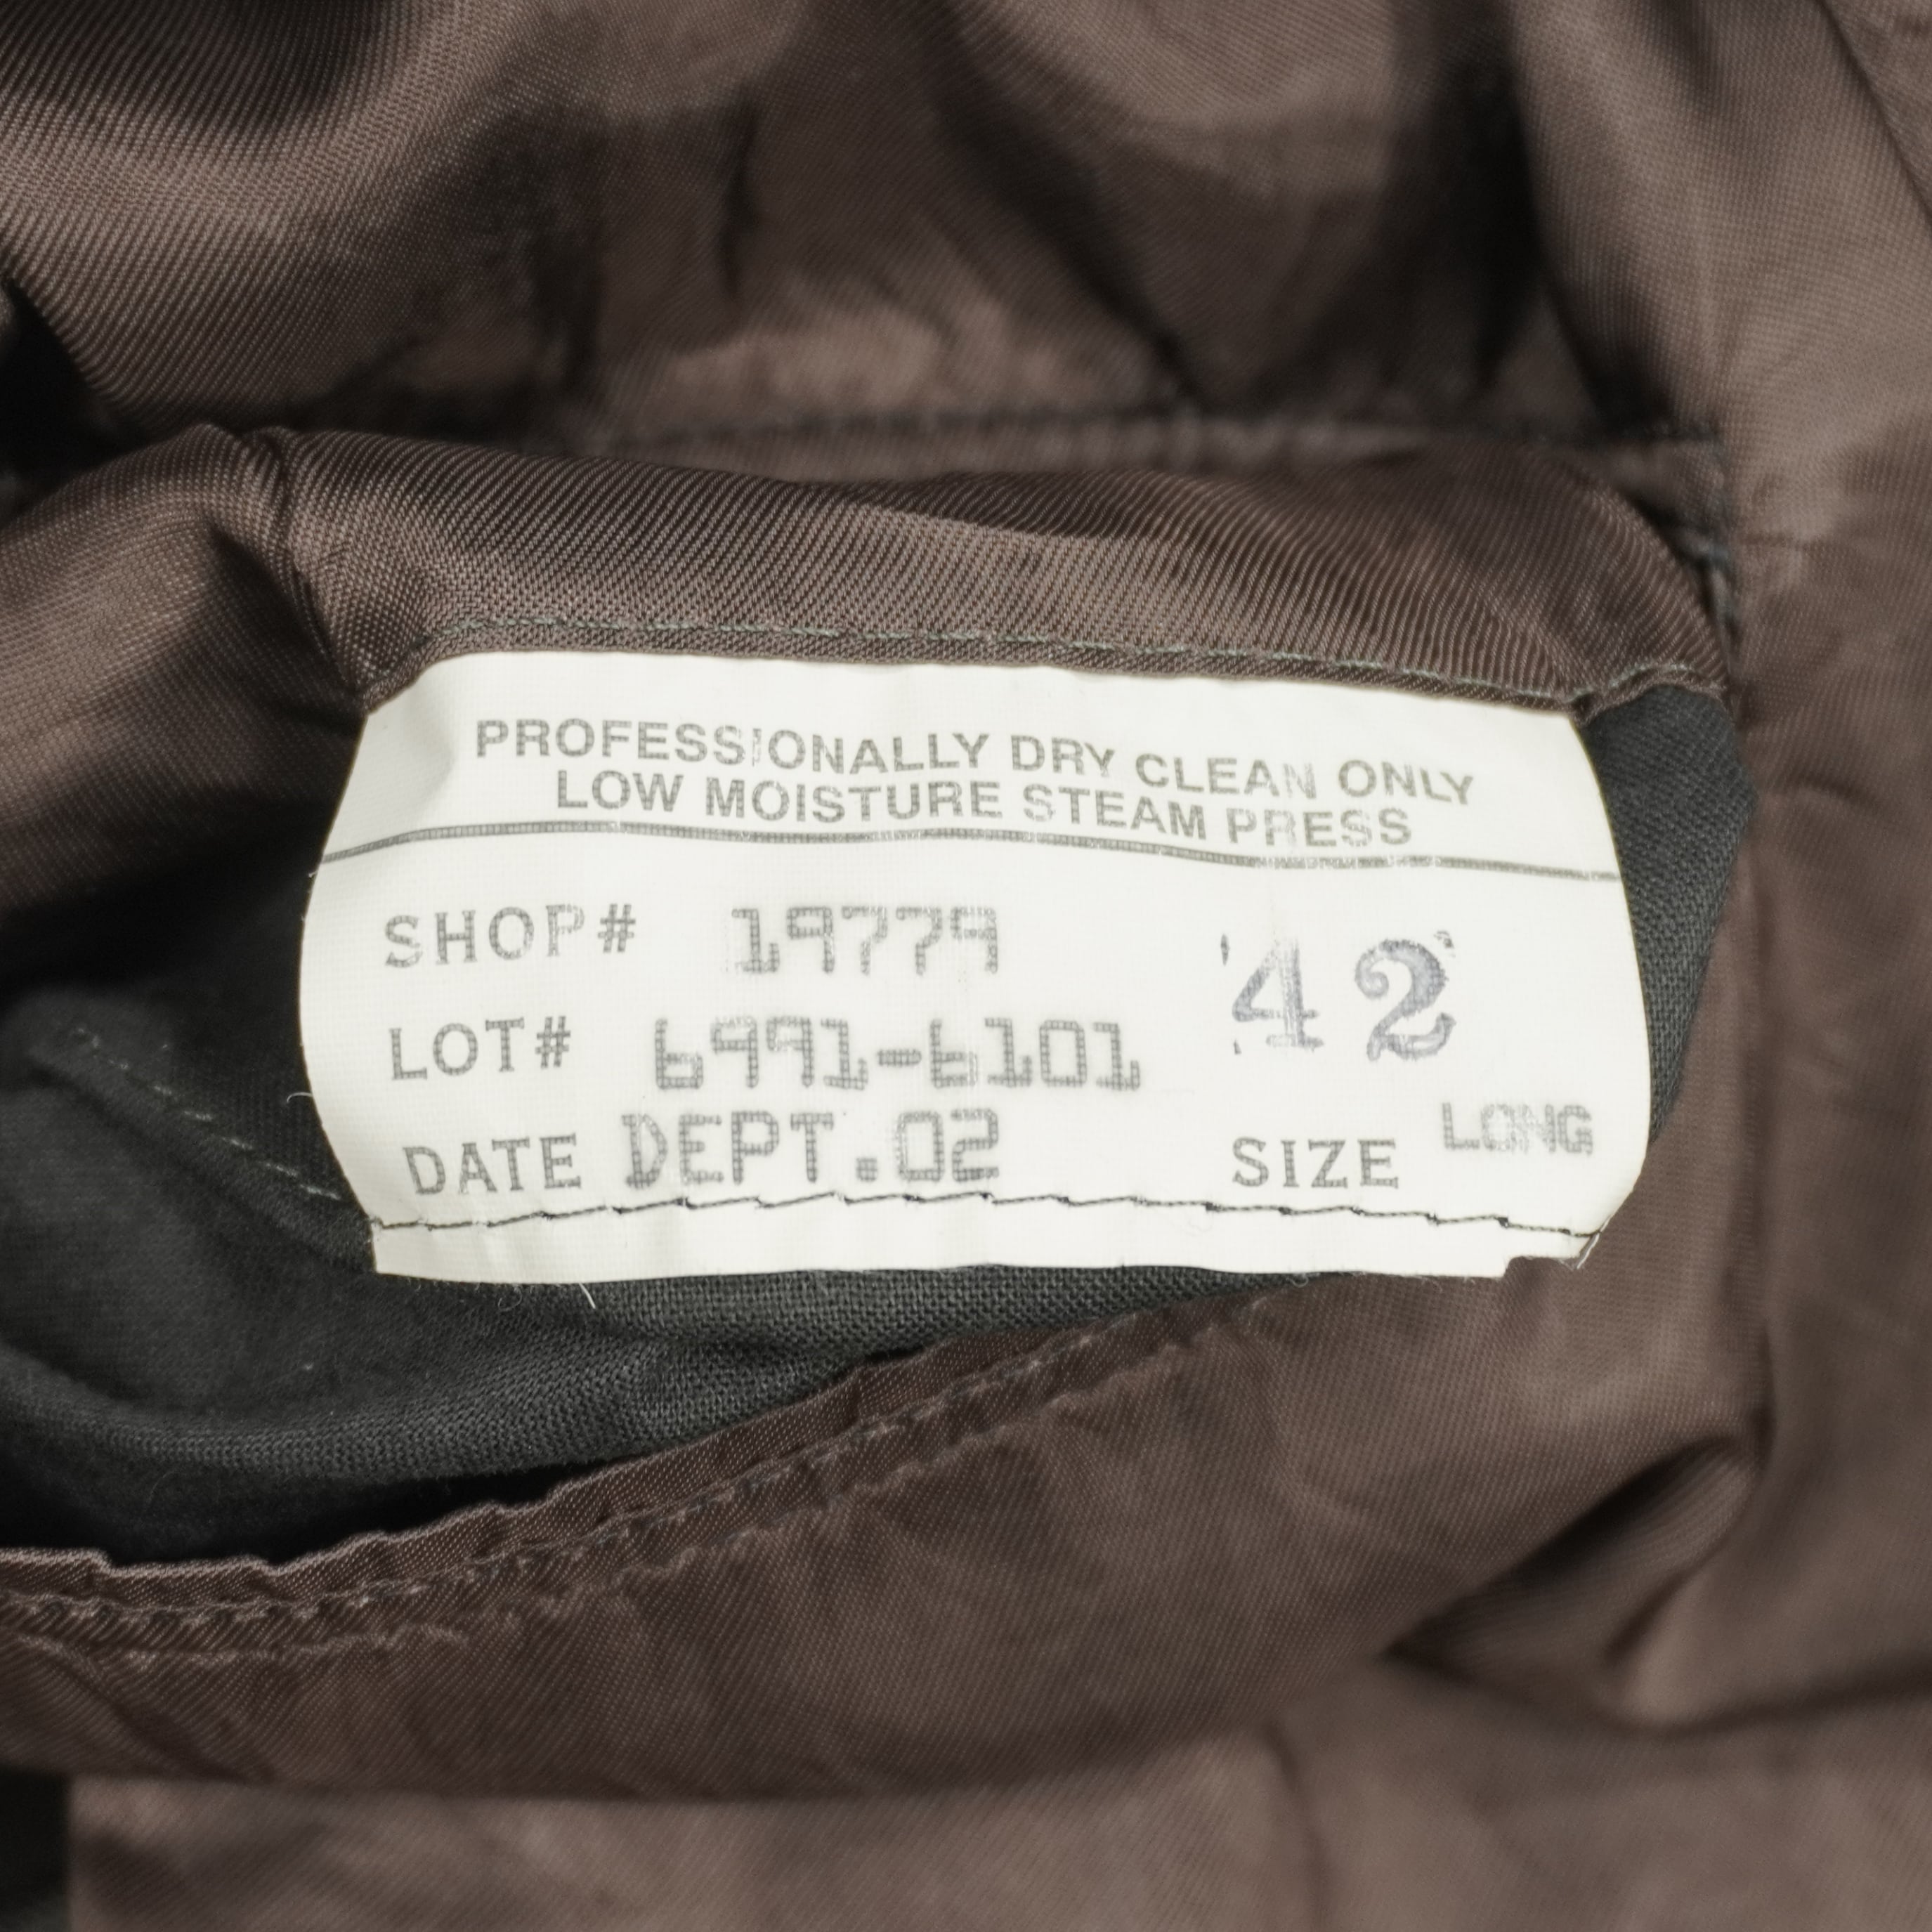 PROFESSIONALLY DRY CLEAN ONLY
LOW MOISTURE STEAM PRESS
SHOP# 19779
42
LOT# 6991-6101
DATE DEPT.02
SIZE LONG